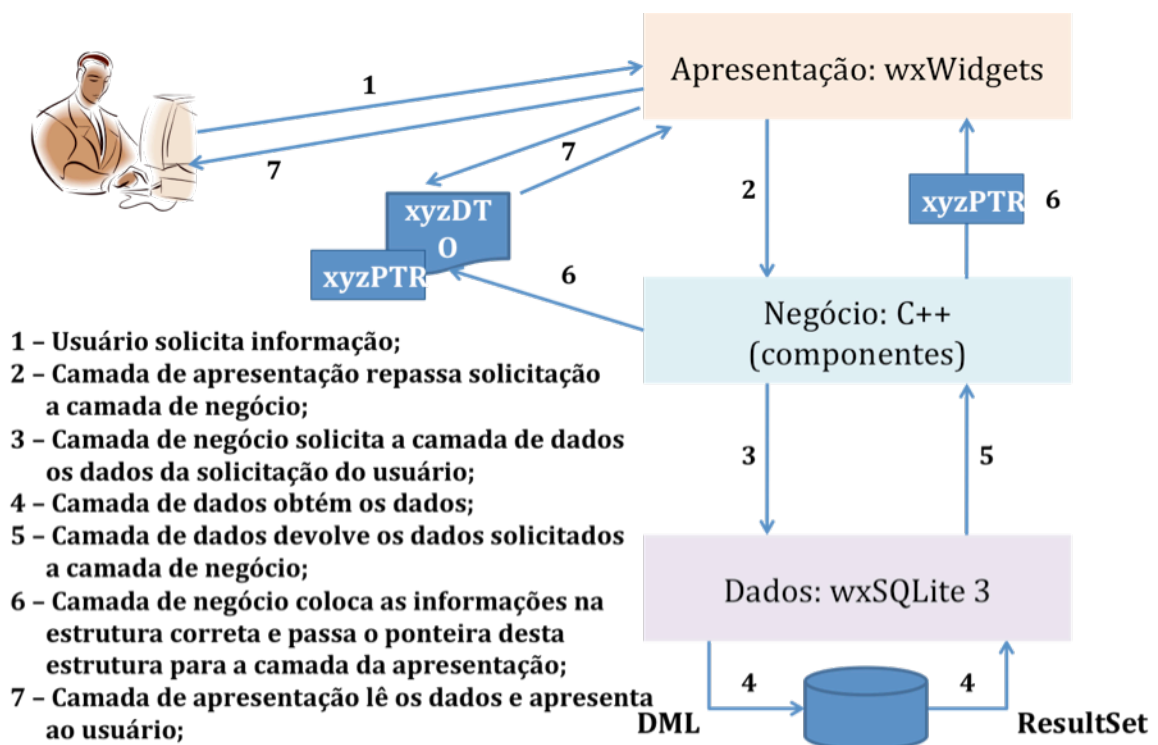 Apresentação: wxWidgets
1
7
7
2
xyzPTR
6
xyzDT
O
xyzPTR
6
Negócio: C++
(componentes)
1 – Usuário solicita informação;
2 – Camada de apresentação repassa solicitação
a camada de negócio;
3 – Camada de negócio solicita a camada de dados
os dados da solicitação do usuário;
4 – Camada de dados obtém os dados;
5 – Camada de dados devolve os dados solicitados
a camada de negócio;
6 – Camada de negócio coloca as informações na
estrutura correta e passa o ponteira desta
estrutura para a camada da apresentação;
7 – Camada de apresentação lê os dados e apresenta
ao usuário;
3
5
Dados: wxSQLite 3
4
4
DML
ResultSet